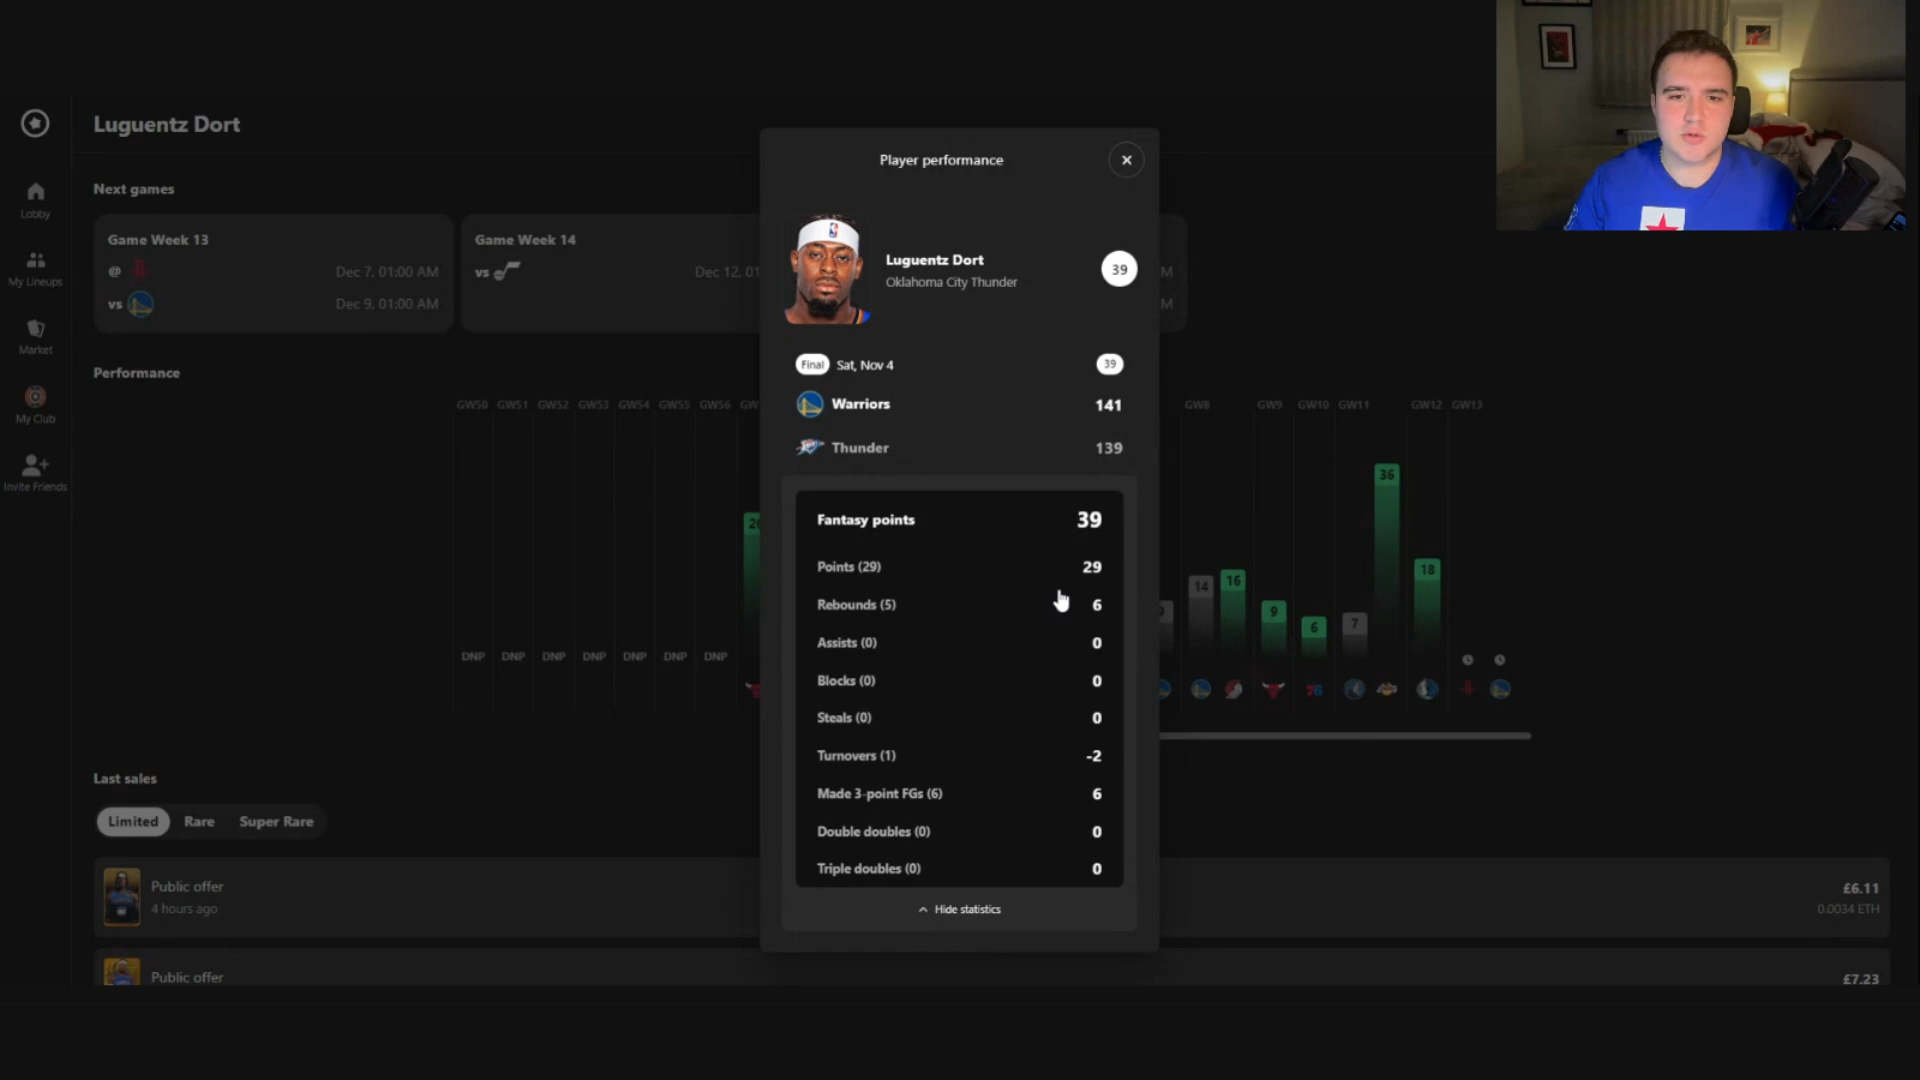 Luguentz Dort
Lobby
My Lineups
Market
My Club
Invite Friends
Next games
Game Week 13
@ Dec 7, 01:00 AM
vs Dec 9, 01:00 AM
Game Week 14
vs Dec 12, 01
M
M
Performance
GW50 GW51 GW52 GW53 GW54 GW55 GW56 GW
GW8 GW9 GW10 GW11 GW12 GW13
DNP DNP DNP DNP DNP DNP DNP
14 16 9 6 7 36 18
76
Player performance
Luguentz Dort
Oklahoma City Thunder
39
Final Sat, Nov 4 39
Warriors 141
Thunder 139
Fantasy points 39
Points (29) 29
Rebounds (5) 6
Assists (0) 0
Blocks (0) 0
Steals (0) 0
Turnovers (1) -2
Made 3-point FGs (6) 6
Double doubles (0) 0
Triple doubles (0) 0
Hide statistics
Last sales
Limited Rare Super Rare
Public offer £6.11
4 hours ago 0.0034 ETH
Public offer £7.23